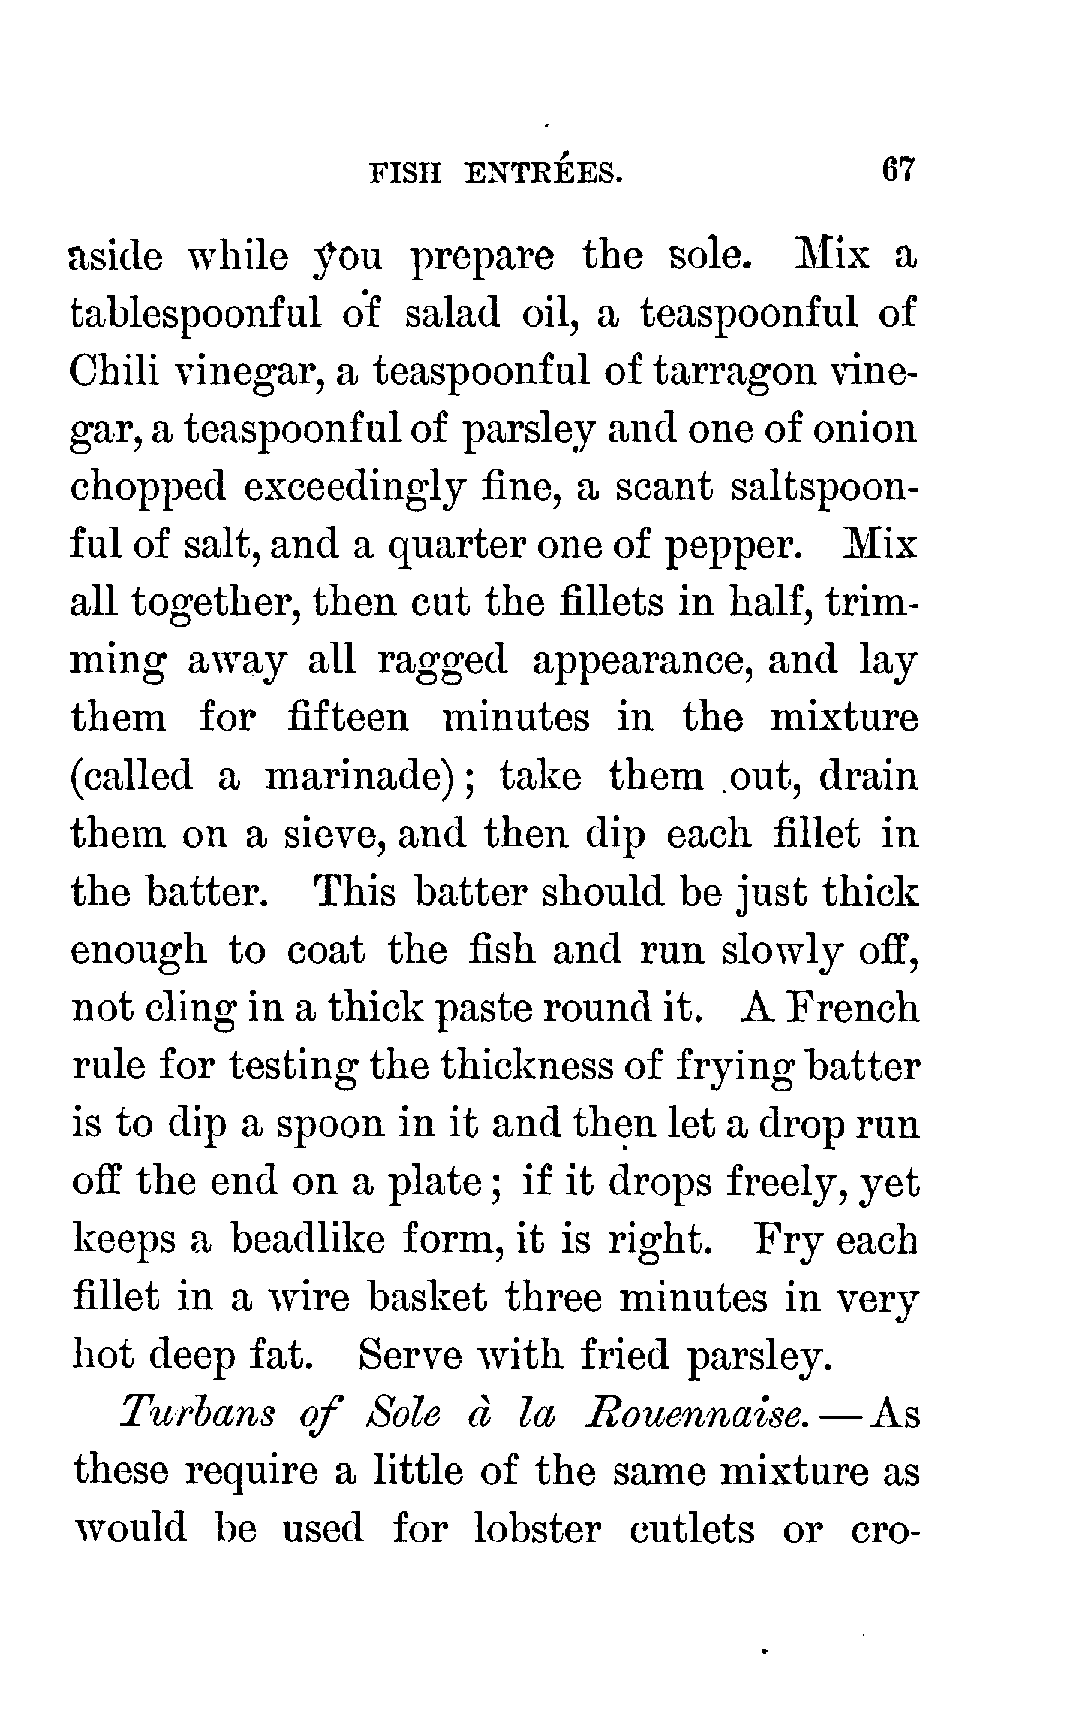 FISH ENTRÉES. 67
aside while you prepare the sole. Mix a
tablespoonful of salad oil, a teaspoonful of
Chili vinegar, a teaspoonful of tarragon vine-
gar, a teaspoonful of parsley and one of onion
chopped exceedingly fine, a scant saltspoon-
ful of salt, and a quarter one of pepper. Mix
all together, then cut the fillets in half, trim-
ming away all ragged appearance, and lay
them for fifteen minutes in the mixture
(called a marinade); take them out, drain
them on a sieve, and then dip each fillet in
the batter. This batter should be just thick
enough to coat the fish and run slowly off,
not cling in a thick paste round it. A French
rule for testing the thickness of frying batter
is to dip a spoon in it and then let a drop run
off the end on a plate; if it drops freely, yet
keeps a beadlike form, it is right. Fry each
fillet in a wire basket three minutes in very
hot deep fat. Serve with fried parsley.
Turbans of Sole à la Rouennaise.—As
these require a little of the same mixture as
would be used for lobster cutlets or cro-